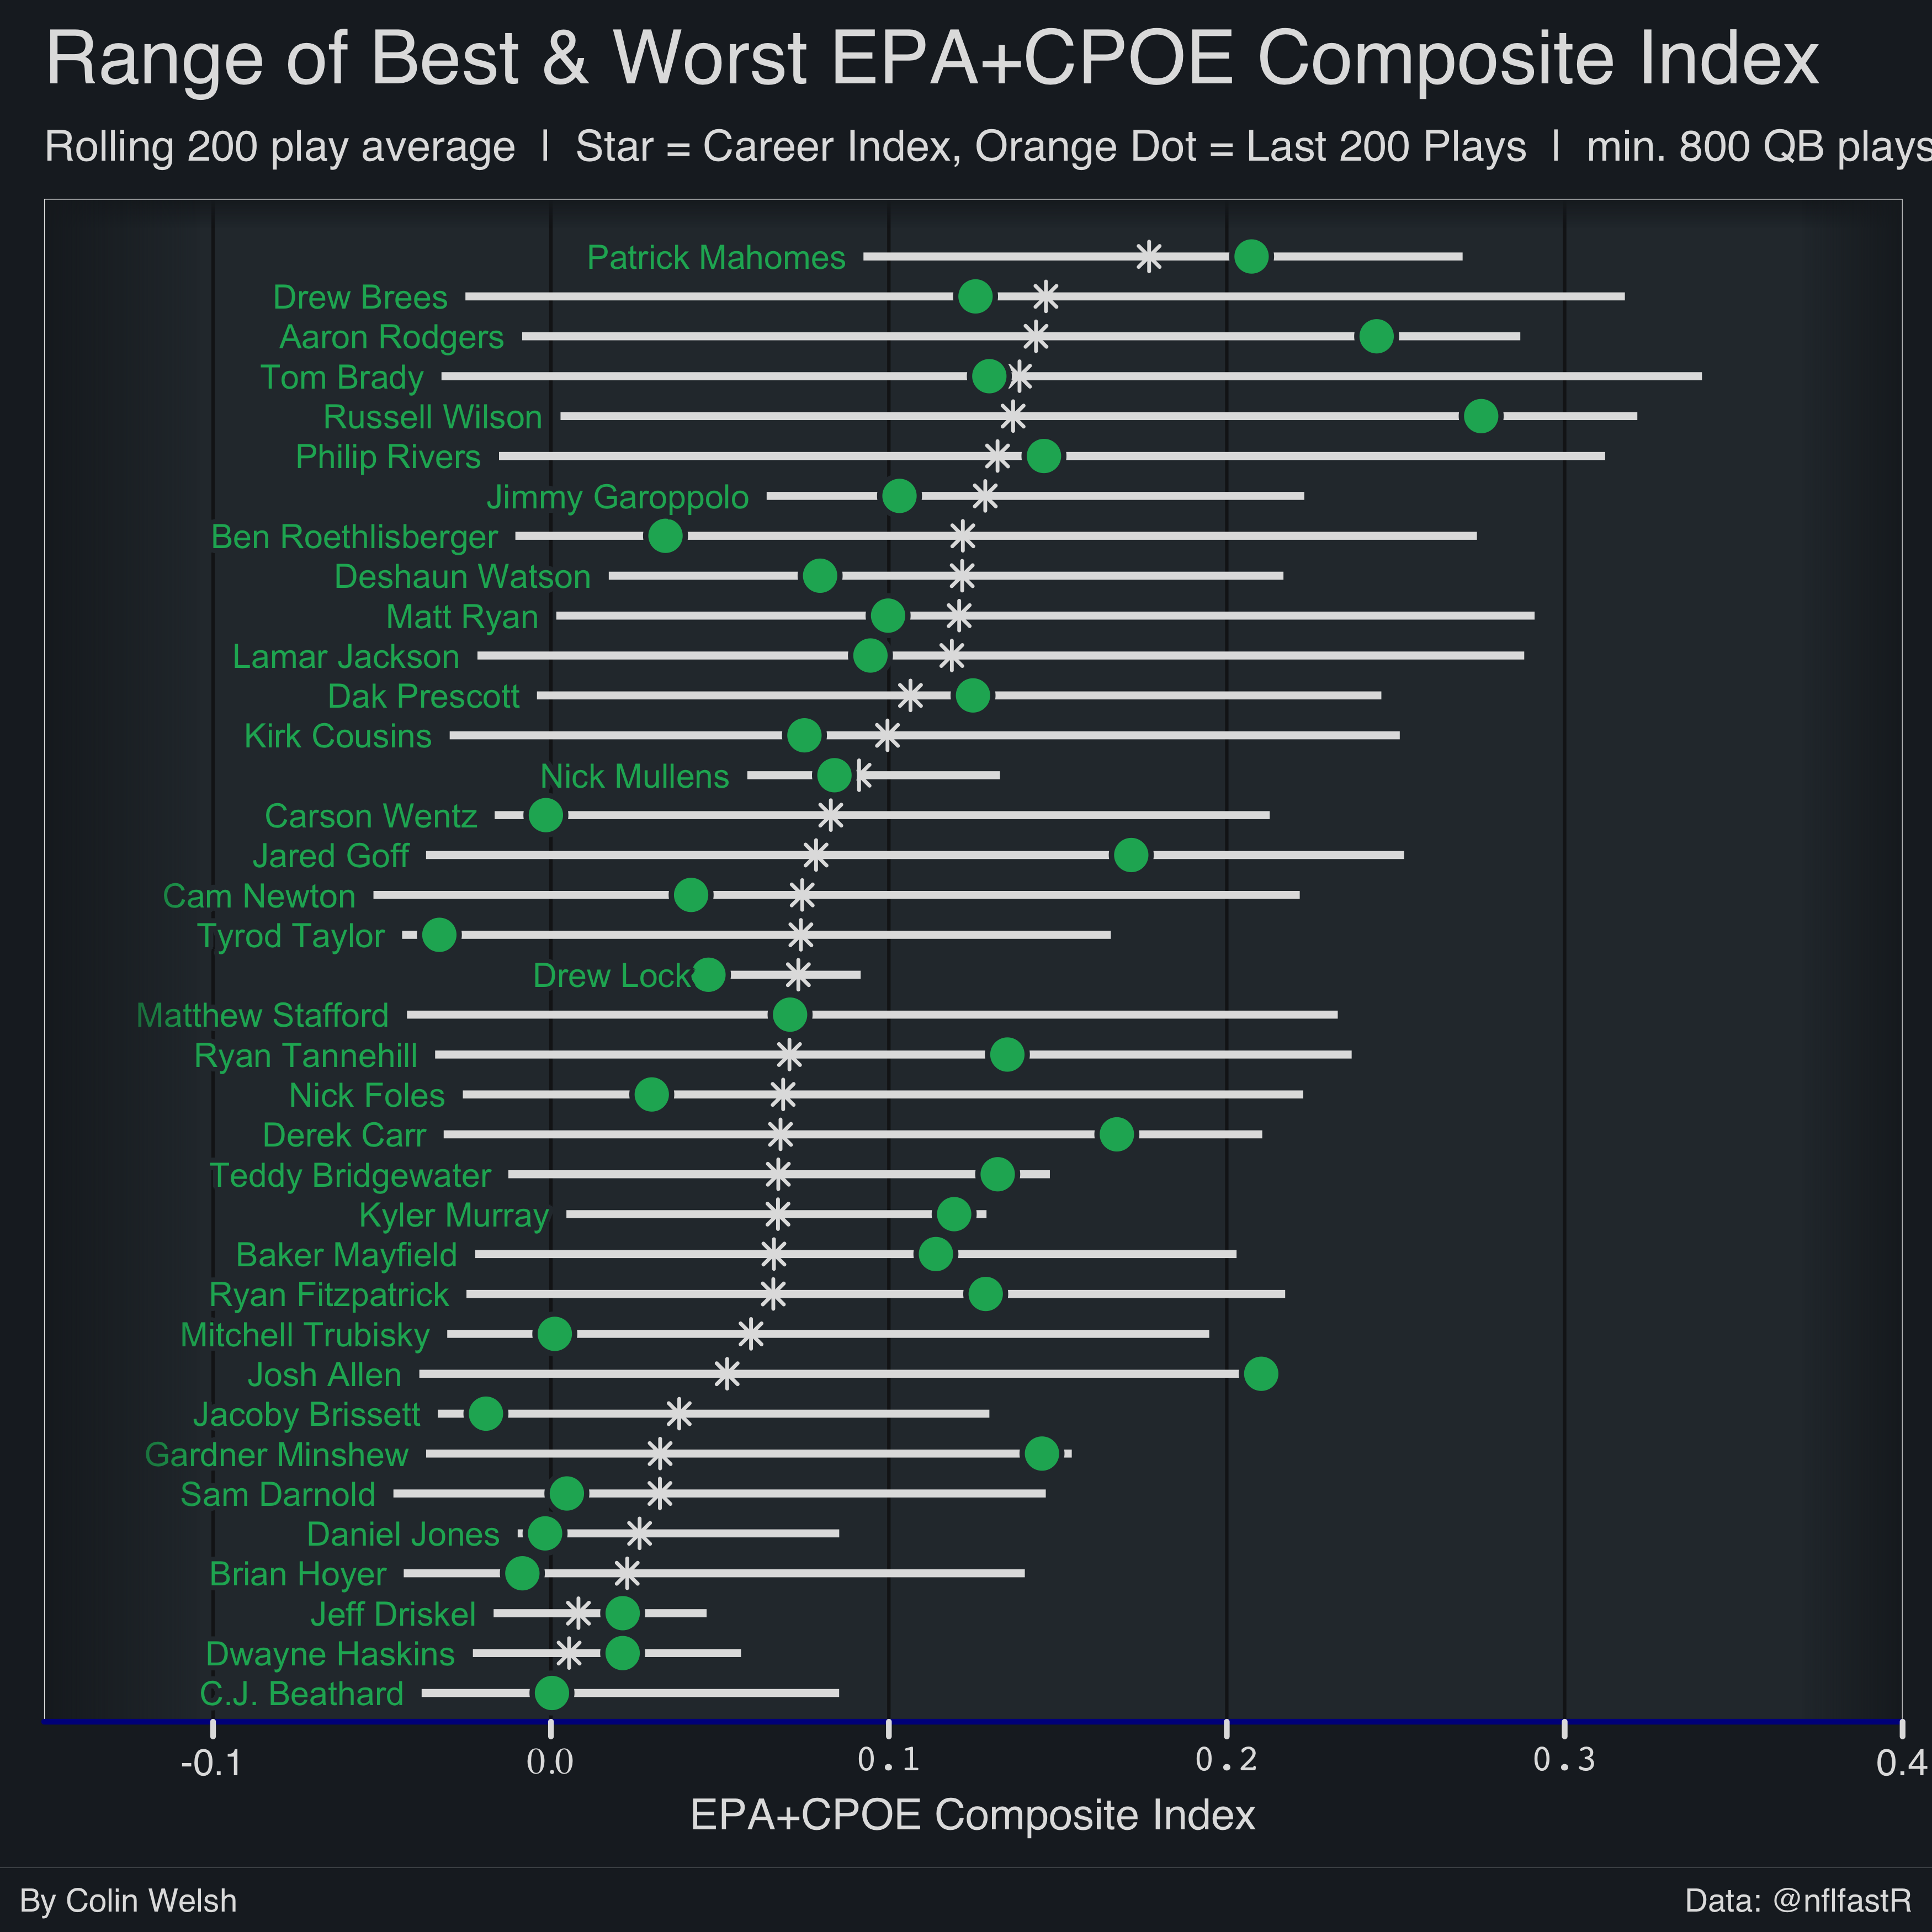 Range of Best & Worst EPA+CPOE Composite Index
Rolling 200 play average | Star = Career Index, Orange Dot = Last 200 Plays | min. 800 QB plays
Patrick Mahomes
Drew Brees
Aaron Rodgers
Tom Brady
Russell Wilson
Philip Rivers
Jimmy Garoppolo
Ben Roethlisberger
Deshaun Watson
Matt Ryan
Lamar Jackson
Dak Prescott
Kirk Cousins
Nick Mullens
Carson Wentz
Jared Goff
Cam Newton
Tyrod Taylor
Drew Lock
Matthew Stafford
Ryan Tannehill
Nick Foles
Derek Carr
Teddy Bridgewater
Kyler Murray
Baker Mayfield
Ryan Fitzpatrick
Mitchell Trubisky
Josh Allen
Jacoby Brissett
Gardner Minshew
Sam Darnold
Daniel Jones
Brian Hoyer
Jeff Driskel
Dwayne Haskins
C.J. Beathard
-0.1 0.0 0.1 0.2 0.3 0.4
EPA+CPOE Composite Index
By Colin Welsh
Data: @nflfastR